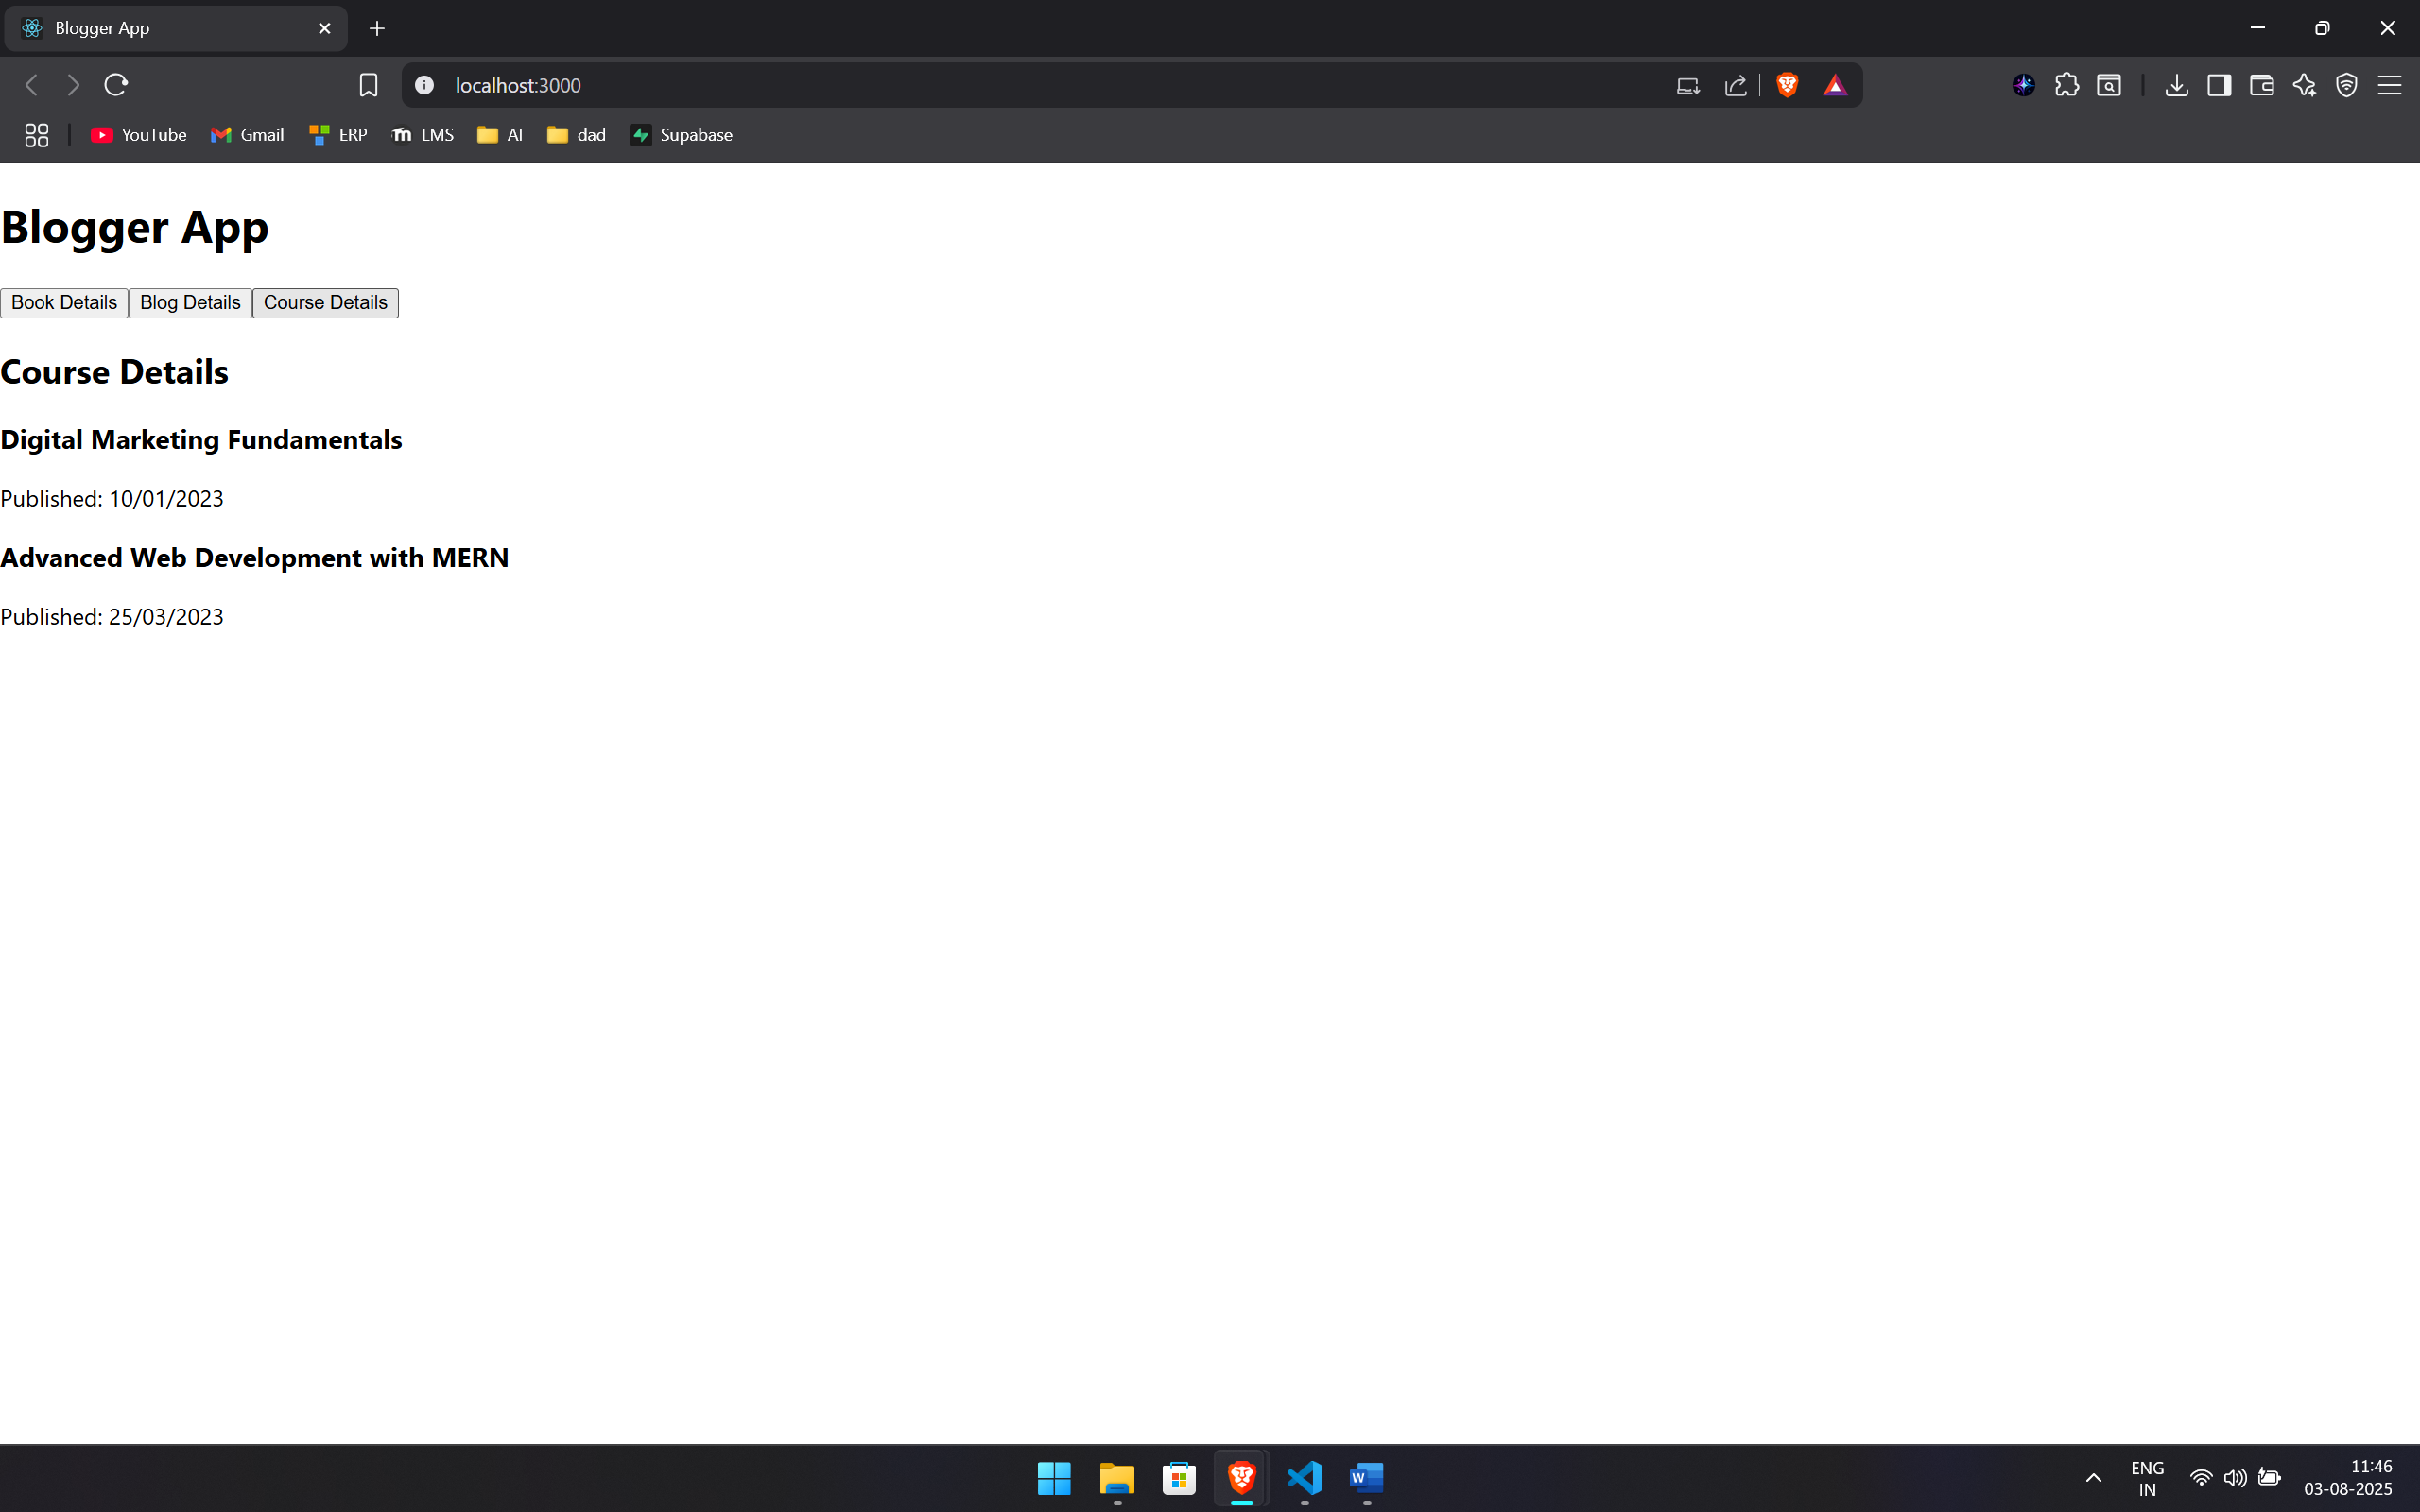 Blogger App
localhost:3000
YouTube Gmail ERP LMS AI dad Supabase
Blogger App
Book Details Blog Details Course Details
Course Details
Digital Marketing Fundamentals
Published: 10/01/2023
Advanced Web Development with MERN
Published: 25/03/2023
ENG
IN
11:46
03-08-2025